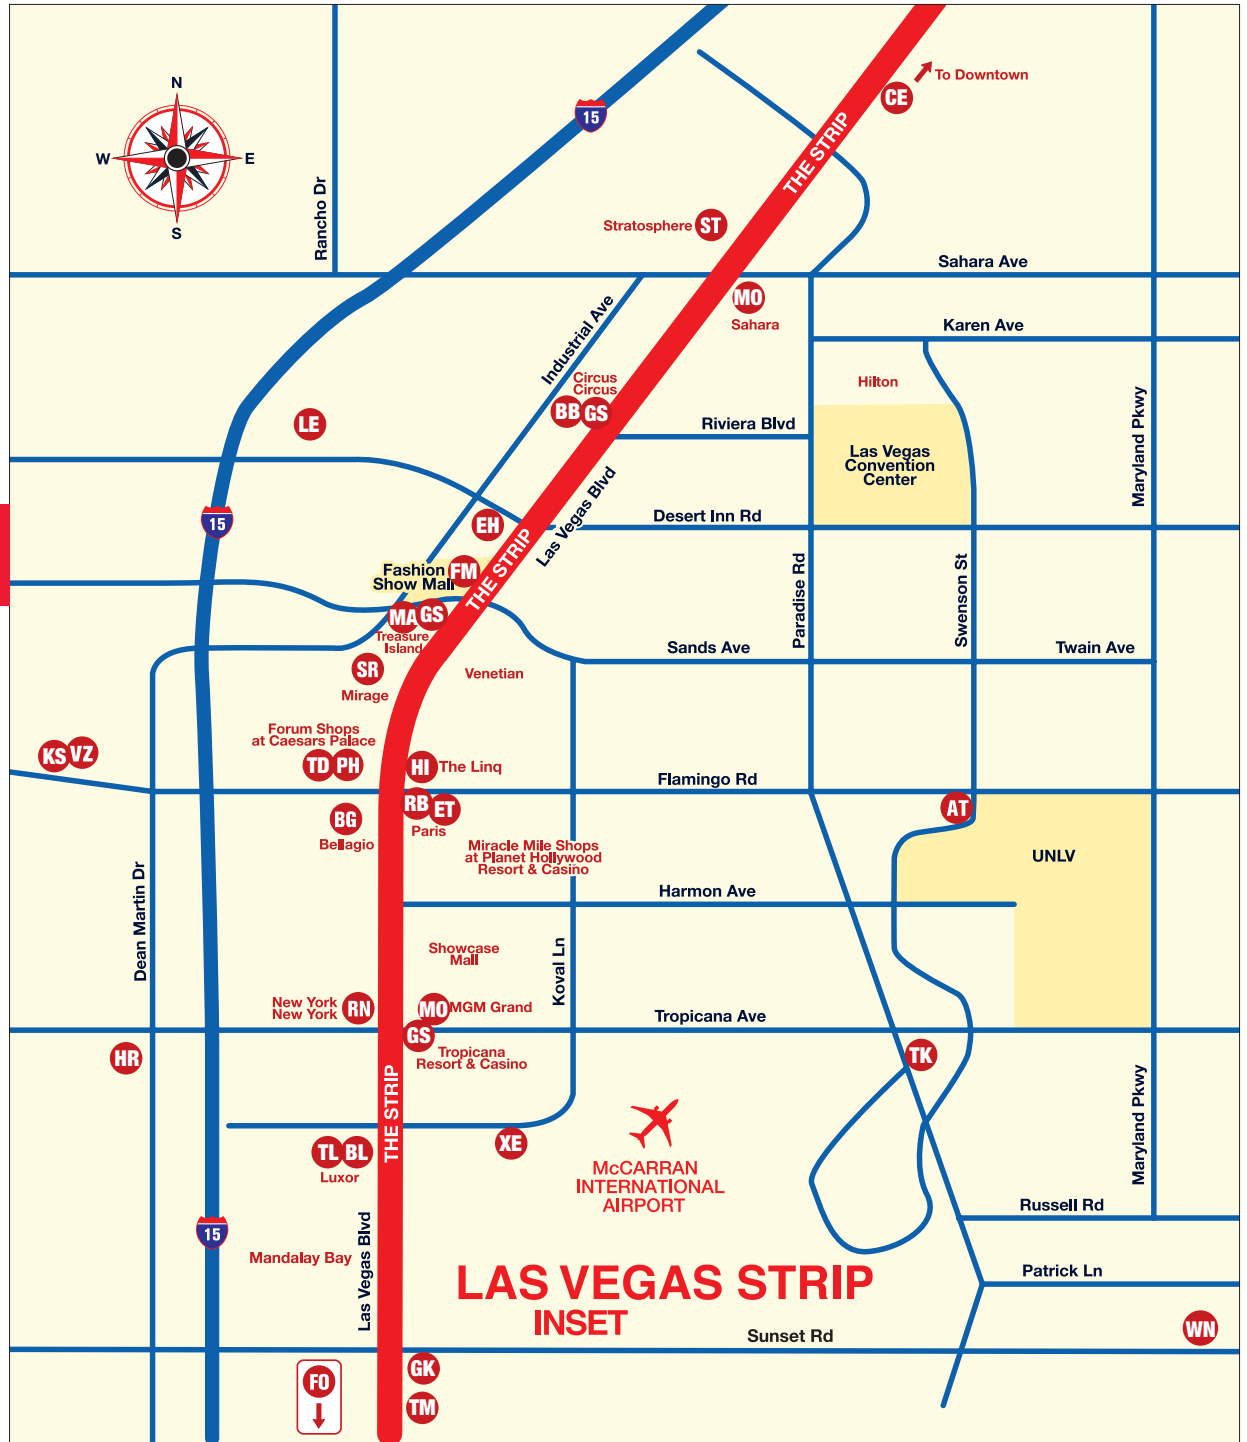 To Downtown
CE
N
W
E
S
15
THE STRIP
Rancho Dr
Stratosphere
ST
Sahara Ave
MO
Sahara
Karen Ave
Industrial Ave
Circus
Circus
BB
GS
Hilton
LE
Riviera Blvd
Maryland Pkwy
Las Vegas
Convention
Center
Las Vegas Blvd
15
EH
Desert Inn Rd
THE STRIP
Fashion
Show Mall
FM
Paradise Rd
Swenson St
MA
GS
Treasure
Island
Sands Ave
Twain Ave
SR
Mirage
Venetian
Forum Shops
at Caesars Palace
KS
VZ
TD
PH
HI
The Linq
Flamingo Rd
RB
ET
Paris
AT
BG
Bellagio
Miracle Mile Shops
at Planet Hollywood
Resort & Casino
UNLV
Harmon Ave
Dean Martin Dr
Showcase
Mall
Koval Ln
New York
New York
RN
MO
MGM Grand
Tropicana Ave
GS
Tropicana
Resort & Casino
HR
TK
THE STRIP
Maryland Pkwy
XE
TL
BL
Luxor
McCARRAN
INTERNATIONAL
AIRPORT
Russell Rd
15
Mandalay Bay
Las Vegas Blvd
Patrick Ln
LAS VEGAS STRIP
INSET
Sunset Rd
WN
FO
GK
TM